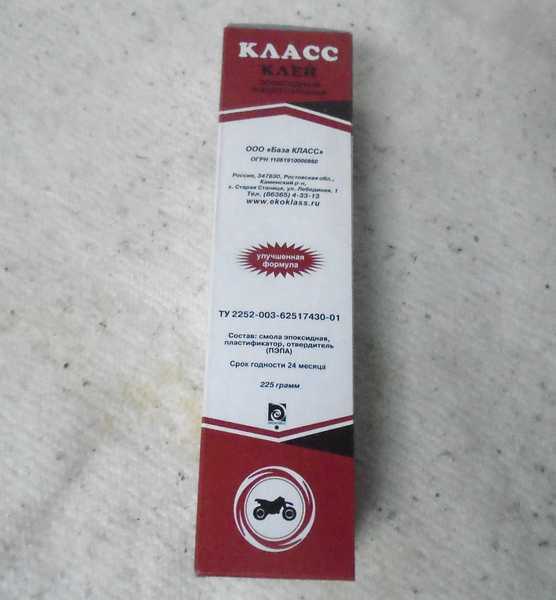 КЛАСС
КЛЕЙ
ЭПОКСИДНЫЙ
ООО «База КЛАСС»
ОГРН
Россия, 347830, Ростовская обл.,
Каменский р-н,
х. Старая Станица, ул. Лебединая, 1
Тел. (86365) 4-33-13
www.ekoklass.ru
улучшенная
формула
ТУ 2252-003-62517430-01
Состав: смола эпоксидная,
пластификатор, отвердитель
(ПЭПА)
Срок годности 24 месяца
225 грамм